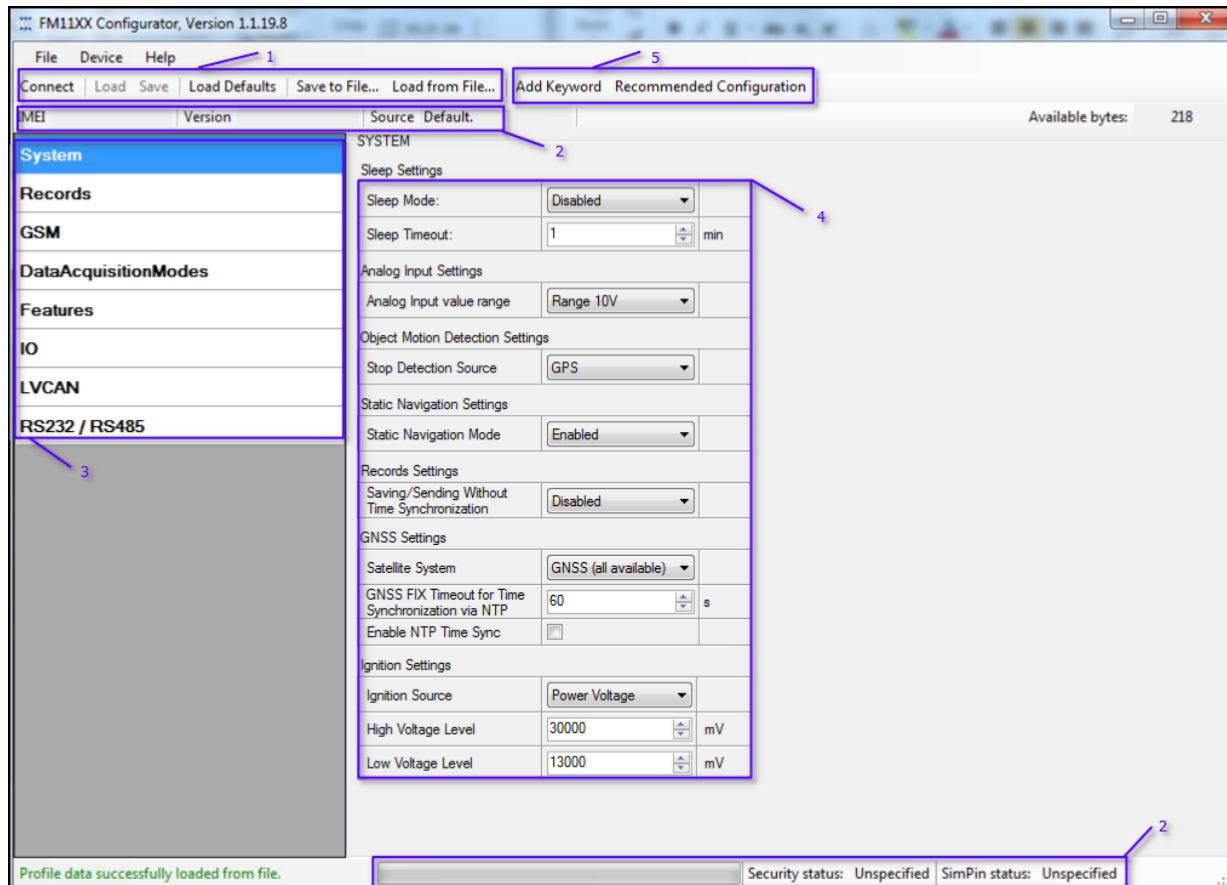 FM11XX Configurator, Version 1.1.19.8
File Device Help
1
5
Connect Load Save Load Defaults Save to File... Load from File... Add Keyword Recommended Configuration
IMEI Version Source Default. Available bytes: 218
2
System
Records
GSM
DataAcquisitionModes
Features
IO
LVCAN
RS232 / RS485
3
SYSTEM
Sleep Settings
4
Sleep Mode: Disabled
Sleep Timeout: 1 min
Analog Input Settings
Analog Input value range Range 10V
Object Motion Detection Settings
Stop Detection Source GPS
Static Navigation Settings
Static Navigation Mode Enabled
Records Settings
Saving/Sending Without
Time Synchronization Disabled
GNSS Settings
Satellite System GNSS (all available)
GNSS FIX Timeout for Time
Synchronization via NTP 60 s
Enable NTP Time Sync
Ignition Settings
Ignition Source Power Voltage
High Voltage Level 30000 mV
Low Voltage Level 13000 mV
2
Profile data successfully loaded from file. Security status: Unspecified SimPin status: Unspecified